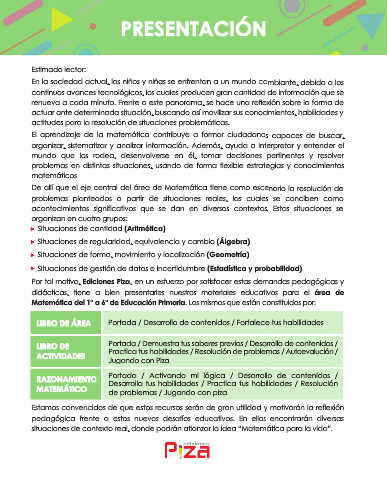 PRESENTACIÓN
Estimado lector:
En la sociedad actual, los niños y niñas se enfrentan a un mundo cambiante, debido a los
continuos avances tecnológicos, los cuales producen gran cantidad de información que se
renueva a cada minuto. Frente a este panorama, se hace una reflexión sobre la forma de
actuar ante determinada situación, buscando así movilizar sus conocimientos, habilidades y
actitudes para la resolución de situaciones problemáticas.
El aprendizaje de la matemática contribuye a formar ciudadanos capaces de buscar,
organizar, sistematizar y analizar información. Además, ayuda a interpretar y entender el
mundo que los rodea, desenvolverse en él, tomar decisiones pertinentes y resolver
problemas en distintas situaciones, usando de forma flexible estrategias y conocimientos
matemáticos
De allí que el eje central del área de Matemática tiene como escenario la resolución de
problemas planteados a partir de situaciones reales, los cuales se conciben como
acontecimientos significativos que se dan en diversos contextos. Estas situaciones se
organizan en cuatro grupos:
Situaciones de cantidad (Aritmética)
Situaciones de regularidad, equivalencia y cambio (Álgebra)
Situaciones de forma, movimiento y localización (Geometría)
Situaciones de gestión de datos e incertidumbre (Estadística y probabilidad)
Por tal motivo, Ediciones Piza, en un esfuerzo por satisfacer estas demandas pedagógicas y
didácticas, tiene a bien presentarles nuestros materiales educativos para el área de
Matemática del 1° a 6° de Educación Primaria. Los mismos que están constituidos por:
LIBRO DE ÁREA
Portada / Desarrollo de contenidos / Fortalece tus habilidades
LIBRO DE
ACTIVIDADES
Portada / Demuestra tus saberes previos / Desarrollo de contenidos /
Practica tus habilidades / Resolución de problemas / Autoevalución /
Jugando con Piza
RAZONAMIENTO
MATEMÁTICO
Portada / Activando mi lógica / Desarrollo de contenidos /
Desarrollo tus habilidades / Practica tus habilidades / Resolución
de problemas / Jugando con piza
Estamos convencidos de que estos recursos serán de gran utilidad y motivarán la reflexión
pedagógica frente a estos nuevos desafíos educativos. En ellos encontrarán diversas
situaciones de contexto real, donde podrán afianzar la idea "Matemática para la vida".
Piza